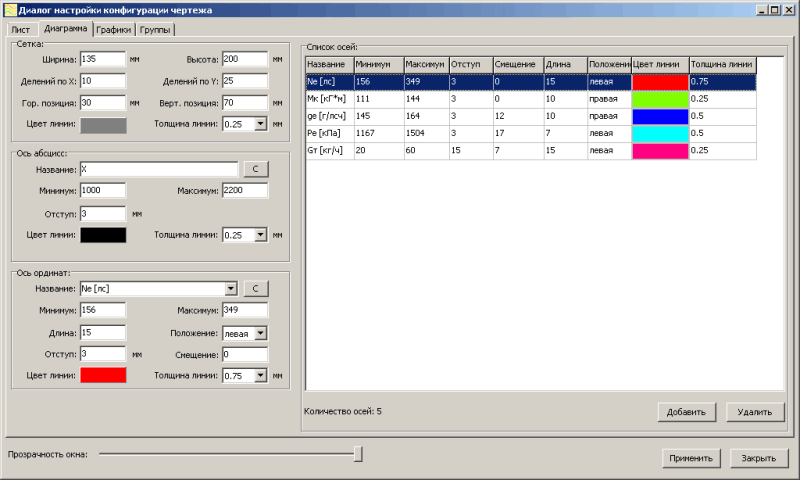 Диалог настройки конфигурации чертежа
Лист Диаграмма Графики Группы
Сетка:
Ширина: 135 мм Высота: 200 мм
Делений по X: 10 Делений по Y: 25
Гор. позиция: 30 мм Верт. позиция: 70 мм
Цвет линии: Толщина линии: 0.25 мм
Ось абсцисс:
Название: X С
Минимум: 1000 Максимум: 2200
Отступ: 3 мм
Цвет линии: Толщина линии: 0.25 мм
Ось ординат:
Название: Ne [лс] С
Минимум: 156 Максимум: 349
Длина: 15 Положение: левая
Отступ: 3 мм Смещение: 0
Цвет линии: Толщина линии: 0.75 мм
Список осей:
Название Минимум Максимум Отступ Смещение Длина Положени Цвет линии Толщина линии
Ne [лс] 156 349 3 0 15 левая 0.75
Мк [кГ*м] 111 144 3 0 10 правая 0.25
ge [г/лсч] 145 164 3 12 10 правая 0.5
Pe [кПа] 1167 1504 3 17 7 левая 0.5
Gт [кг/ч] 20 60 15 7 15 левая 0.25
Количество осей: 5 Добавить Удалить
Прозрачность окна: Применить Закрыть